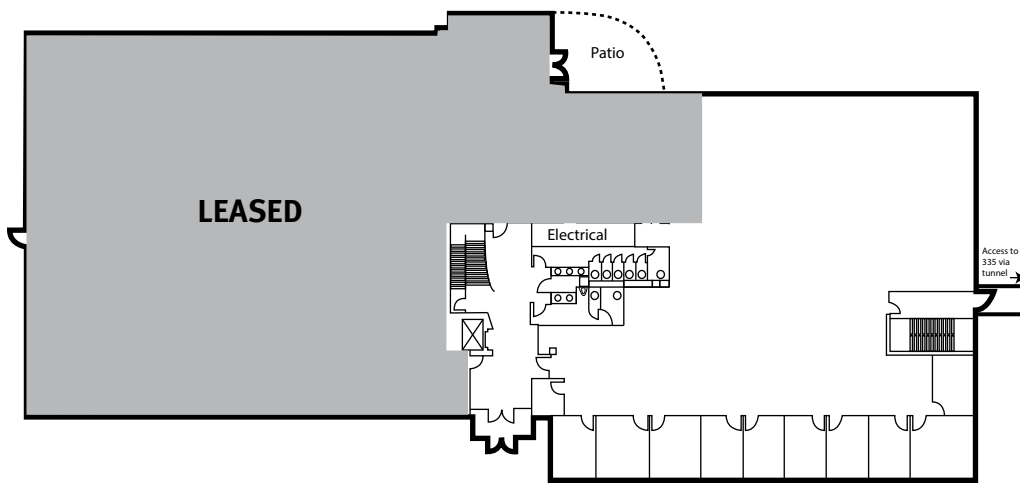 Patio
LEASED
Electrical
Access to
335 via
tunnel